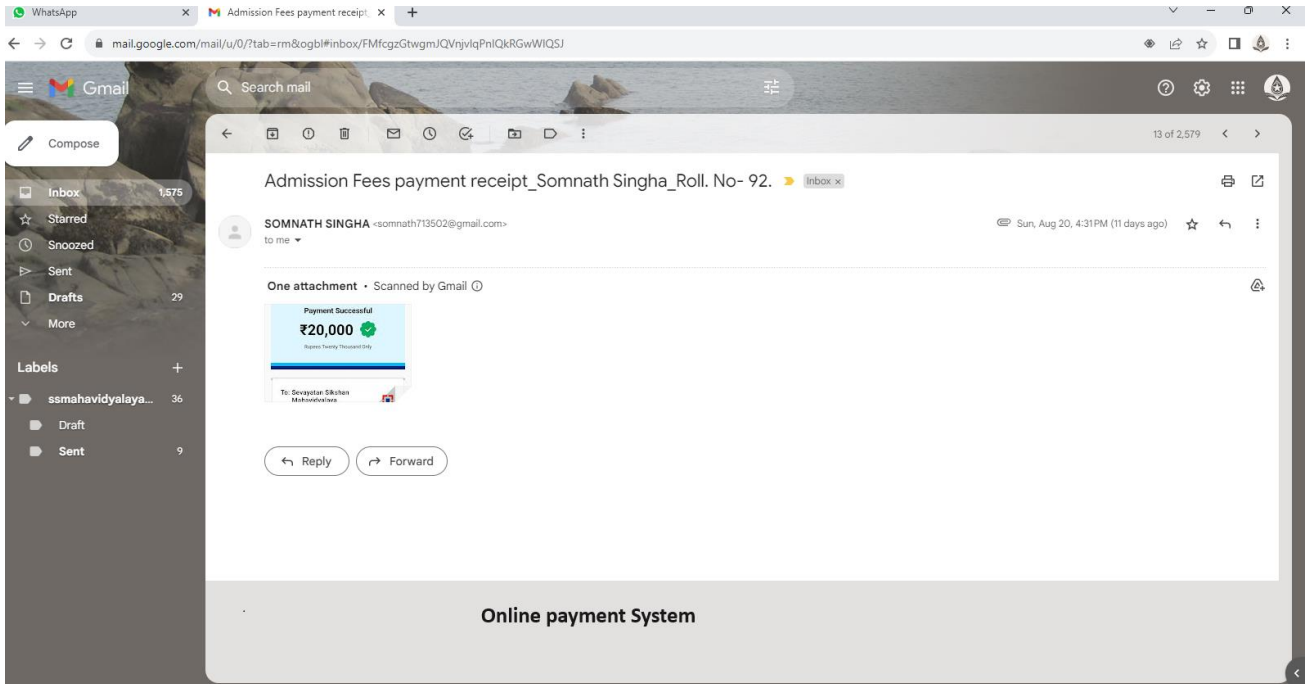 WhatsApp
Admission Fees payment receipt_
mail.google.com/mail/u/0/?tab=rm&ogbl#inbox/FMfcgzGtwgmJQVnjvlqPnlQkRGwWlQSJ
Gmail
Search mail
Compose
13 of 2,579
Inbox 1,575
Starred
Snoozed
Sent
Drafts 29
More
Labels
ssmahavidyalaya... 36
Draft
Sent 9
Admission Fees payment receipt_Somnath Singha_Roll. No- 92.
Inbox x
SOMNATH SINGHA <somnath713502@gmail.com>
Sun, Aug 20, 4:31 PM (11 days ago)
to me
One attachment • Scanned by Gmail
Payment Successful
₹20,000
Rupees Twenty Thousand Only
To: Sevayatan Sikshan
Mahavidyalaya
Reply
Forward
Online payment System